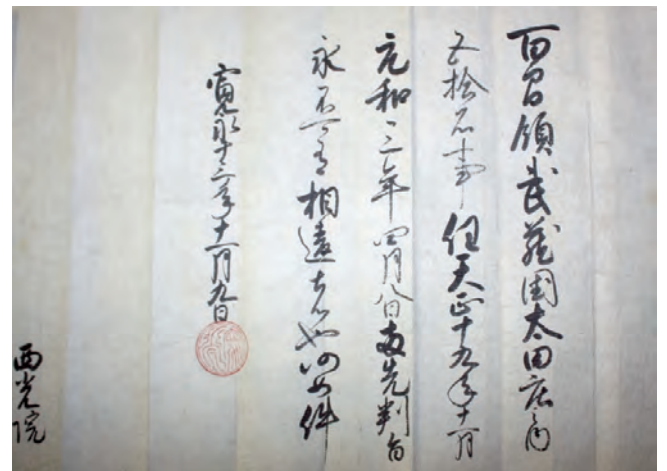 百間領武蔵国太田庄之内
五拾石事任天正十九年十一月
元和三年四月八日両先判旨
永不可有相違者也仍如件
寛永十三年十一月九日
西光院